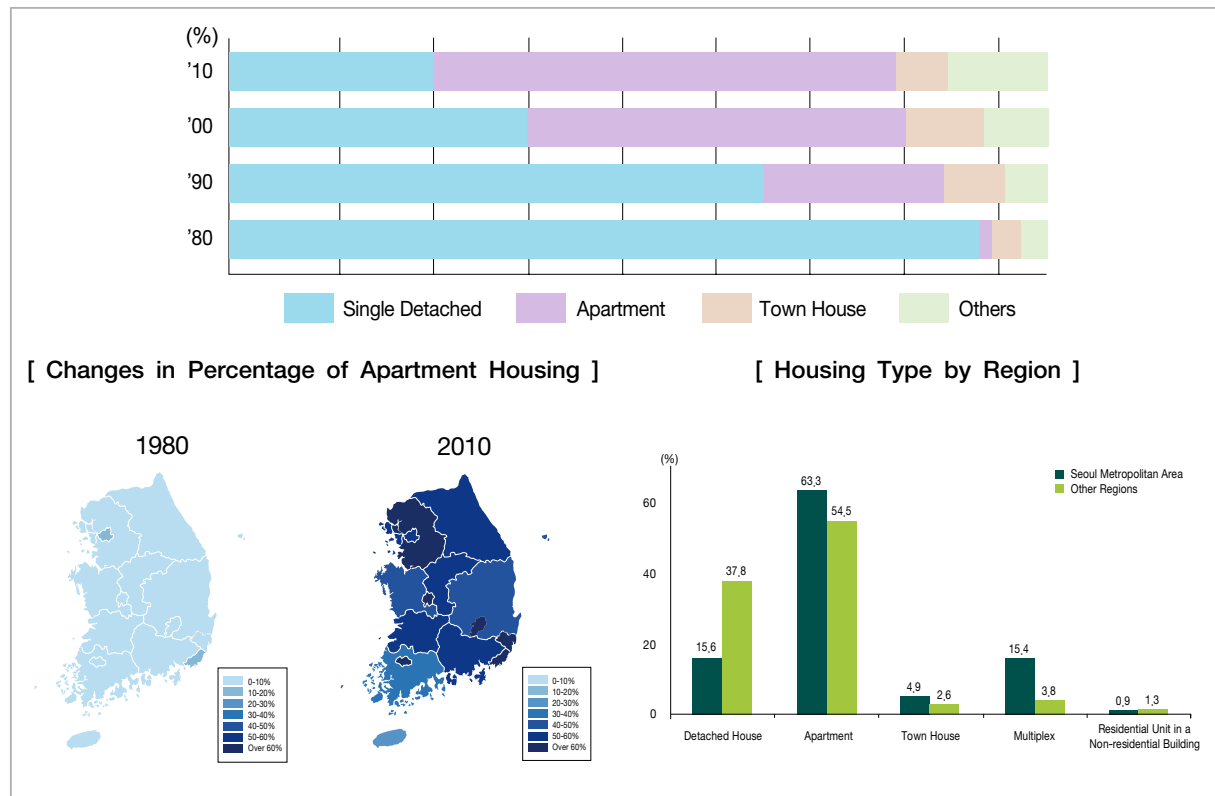 (%)
'10
'00
'90
'80
Single Detached Apartment Town House Others
[ Changes in Percentage of Apartment Housing ]
1980
2010
0-10%
10-20%
20-30%
30-40%
40-50%
50-60%
Over 60%
0-10%
10-20%
20-30%
30-40%
40-50%
50-60%
Over 60%
[ Housing Type by Region ]
(%)
Seoul Metropolitan Area
Other Regions
60
40
20
0
15.6
37.8
63.3
54.5
4.9
2.6
15.4
3.8
0.9
1.3
Detached House
Apartment
Town House
Multiplex
Residential Unit in a
Non-residential Building